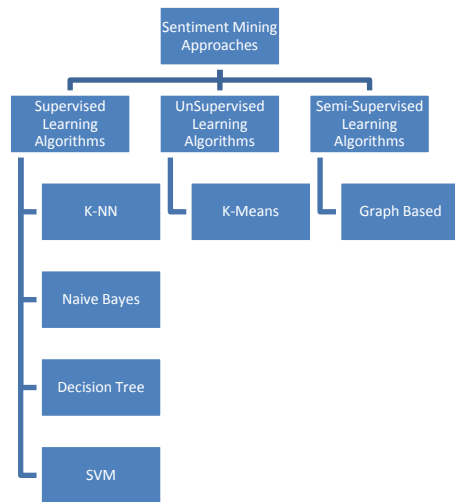 Sentiment Mining
Approaches
Supervised
Learning
Algorithms
UnSupervised
Learning
Algorithms
Semi-Supervised
Learning
Algorithms
K-NN
K-Means
Graph Based
Naive Bayes
Decision Tree
SVM